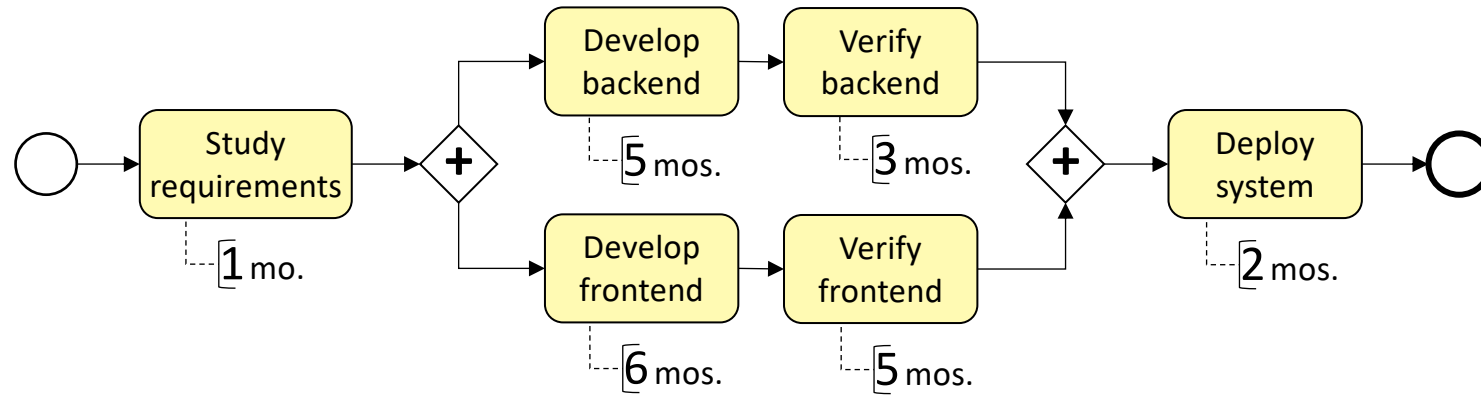 Study
requirements
1 mo.
+
Develop
backend
5 mos.
Verify
backend
3 mos.
Develop
frontend
6 mos.
Verify
frontend
5 mos.
+
Deploy
system
2 mos.